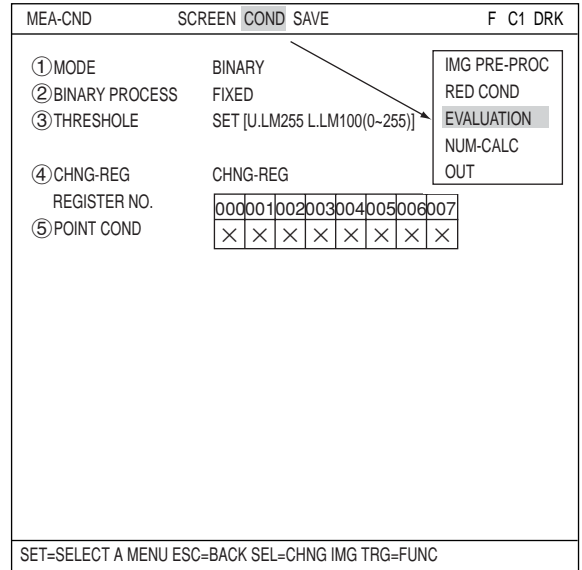 MEA-CND SCREEN COND SAVE F C1 DRK
①MODE BINARY
②BINARY PROCESS FIXED
③THRESHOLE SET [U.LM255 L.LM100(0~255)]
④CHNG-REG CHNG-REG
REGISTER NO. 000 001 002 003 004 005 006 007
⑤POINT COND × × × × × × × ×
IMG PRE-PROC
RED COND
EVALUATION
NUM-CALC
OUT
SET=SELECT A MENU ESC=BACK SEL=CHNG IMG TRG=FUNC